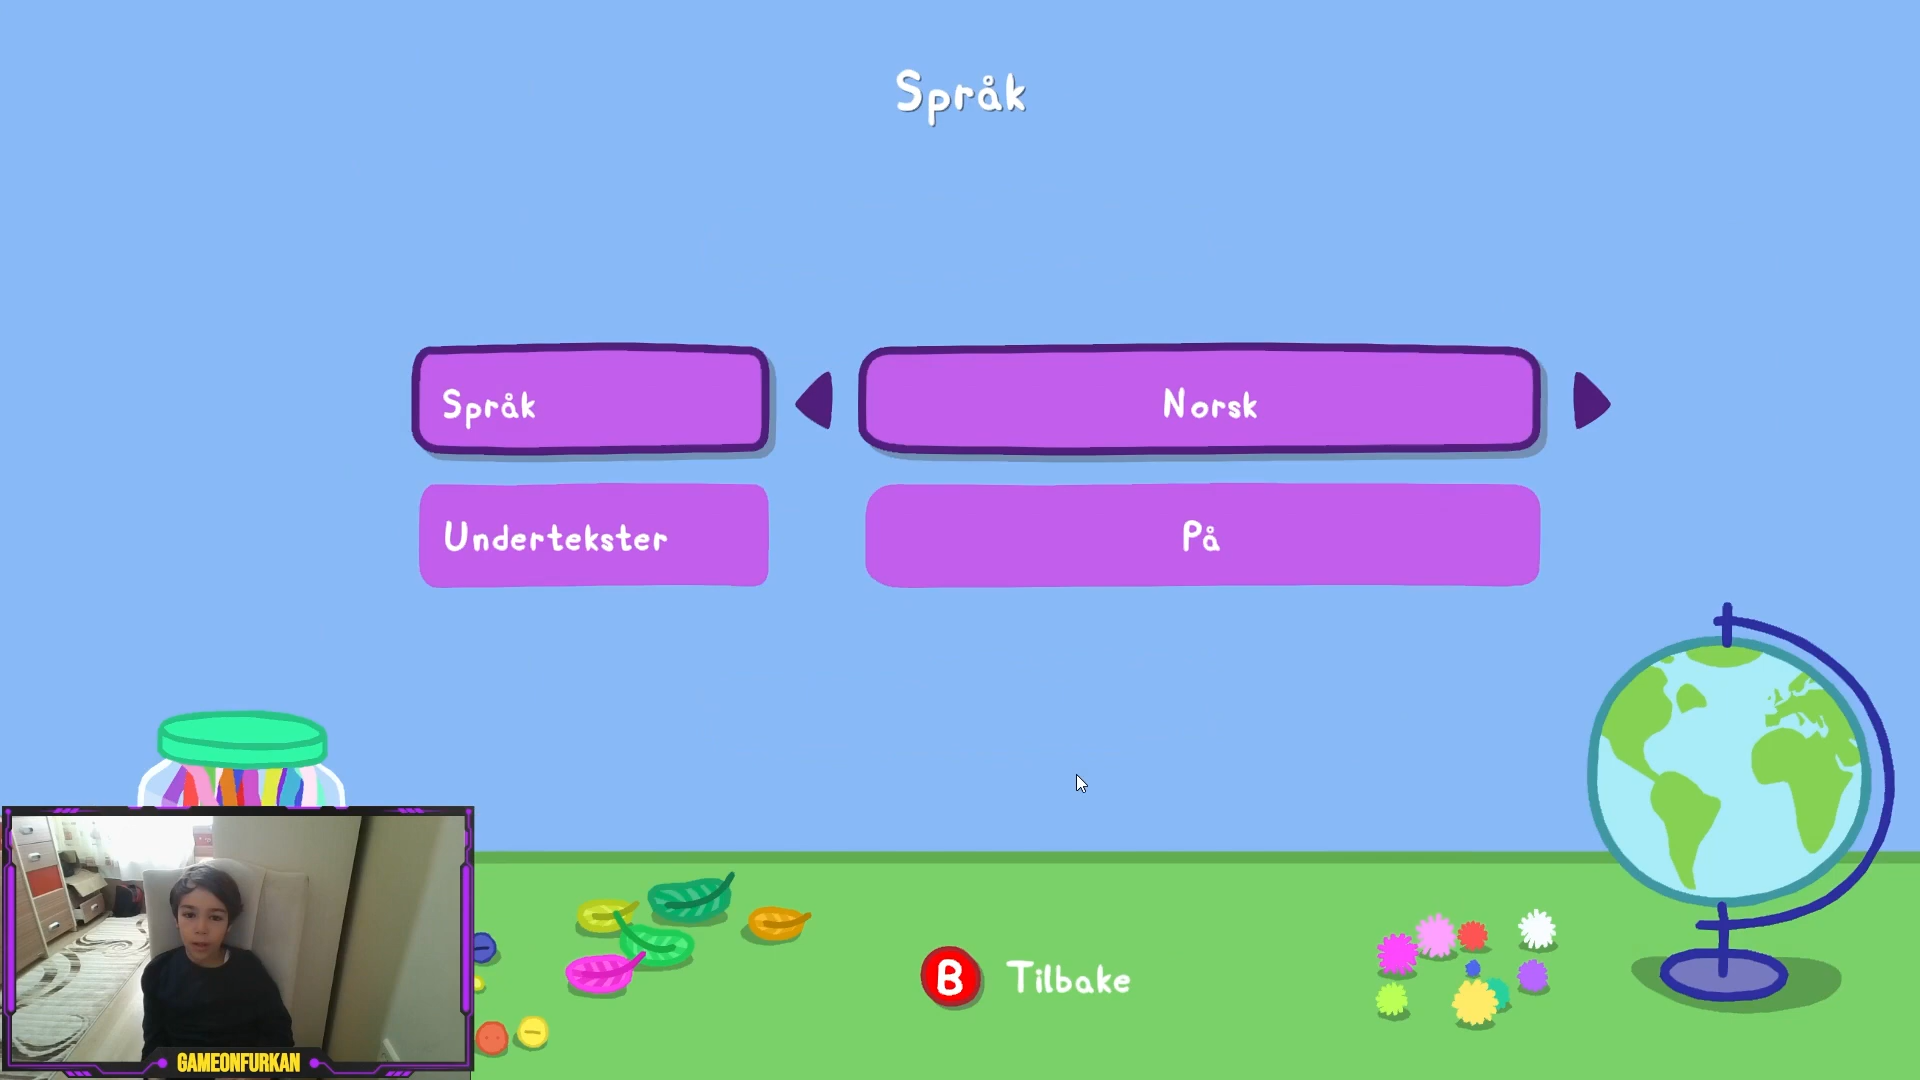 Språk
Språk
Norsk
Undertekster
På
B Tilbake
GAMEONFURKAN